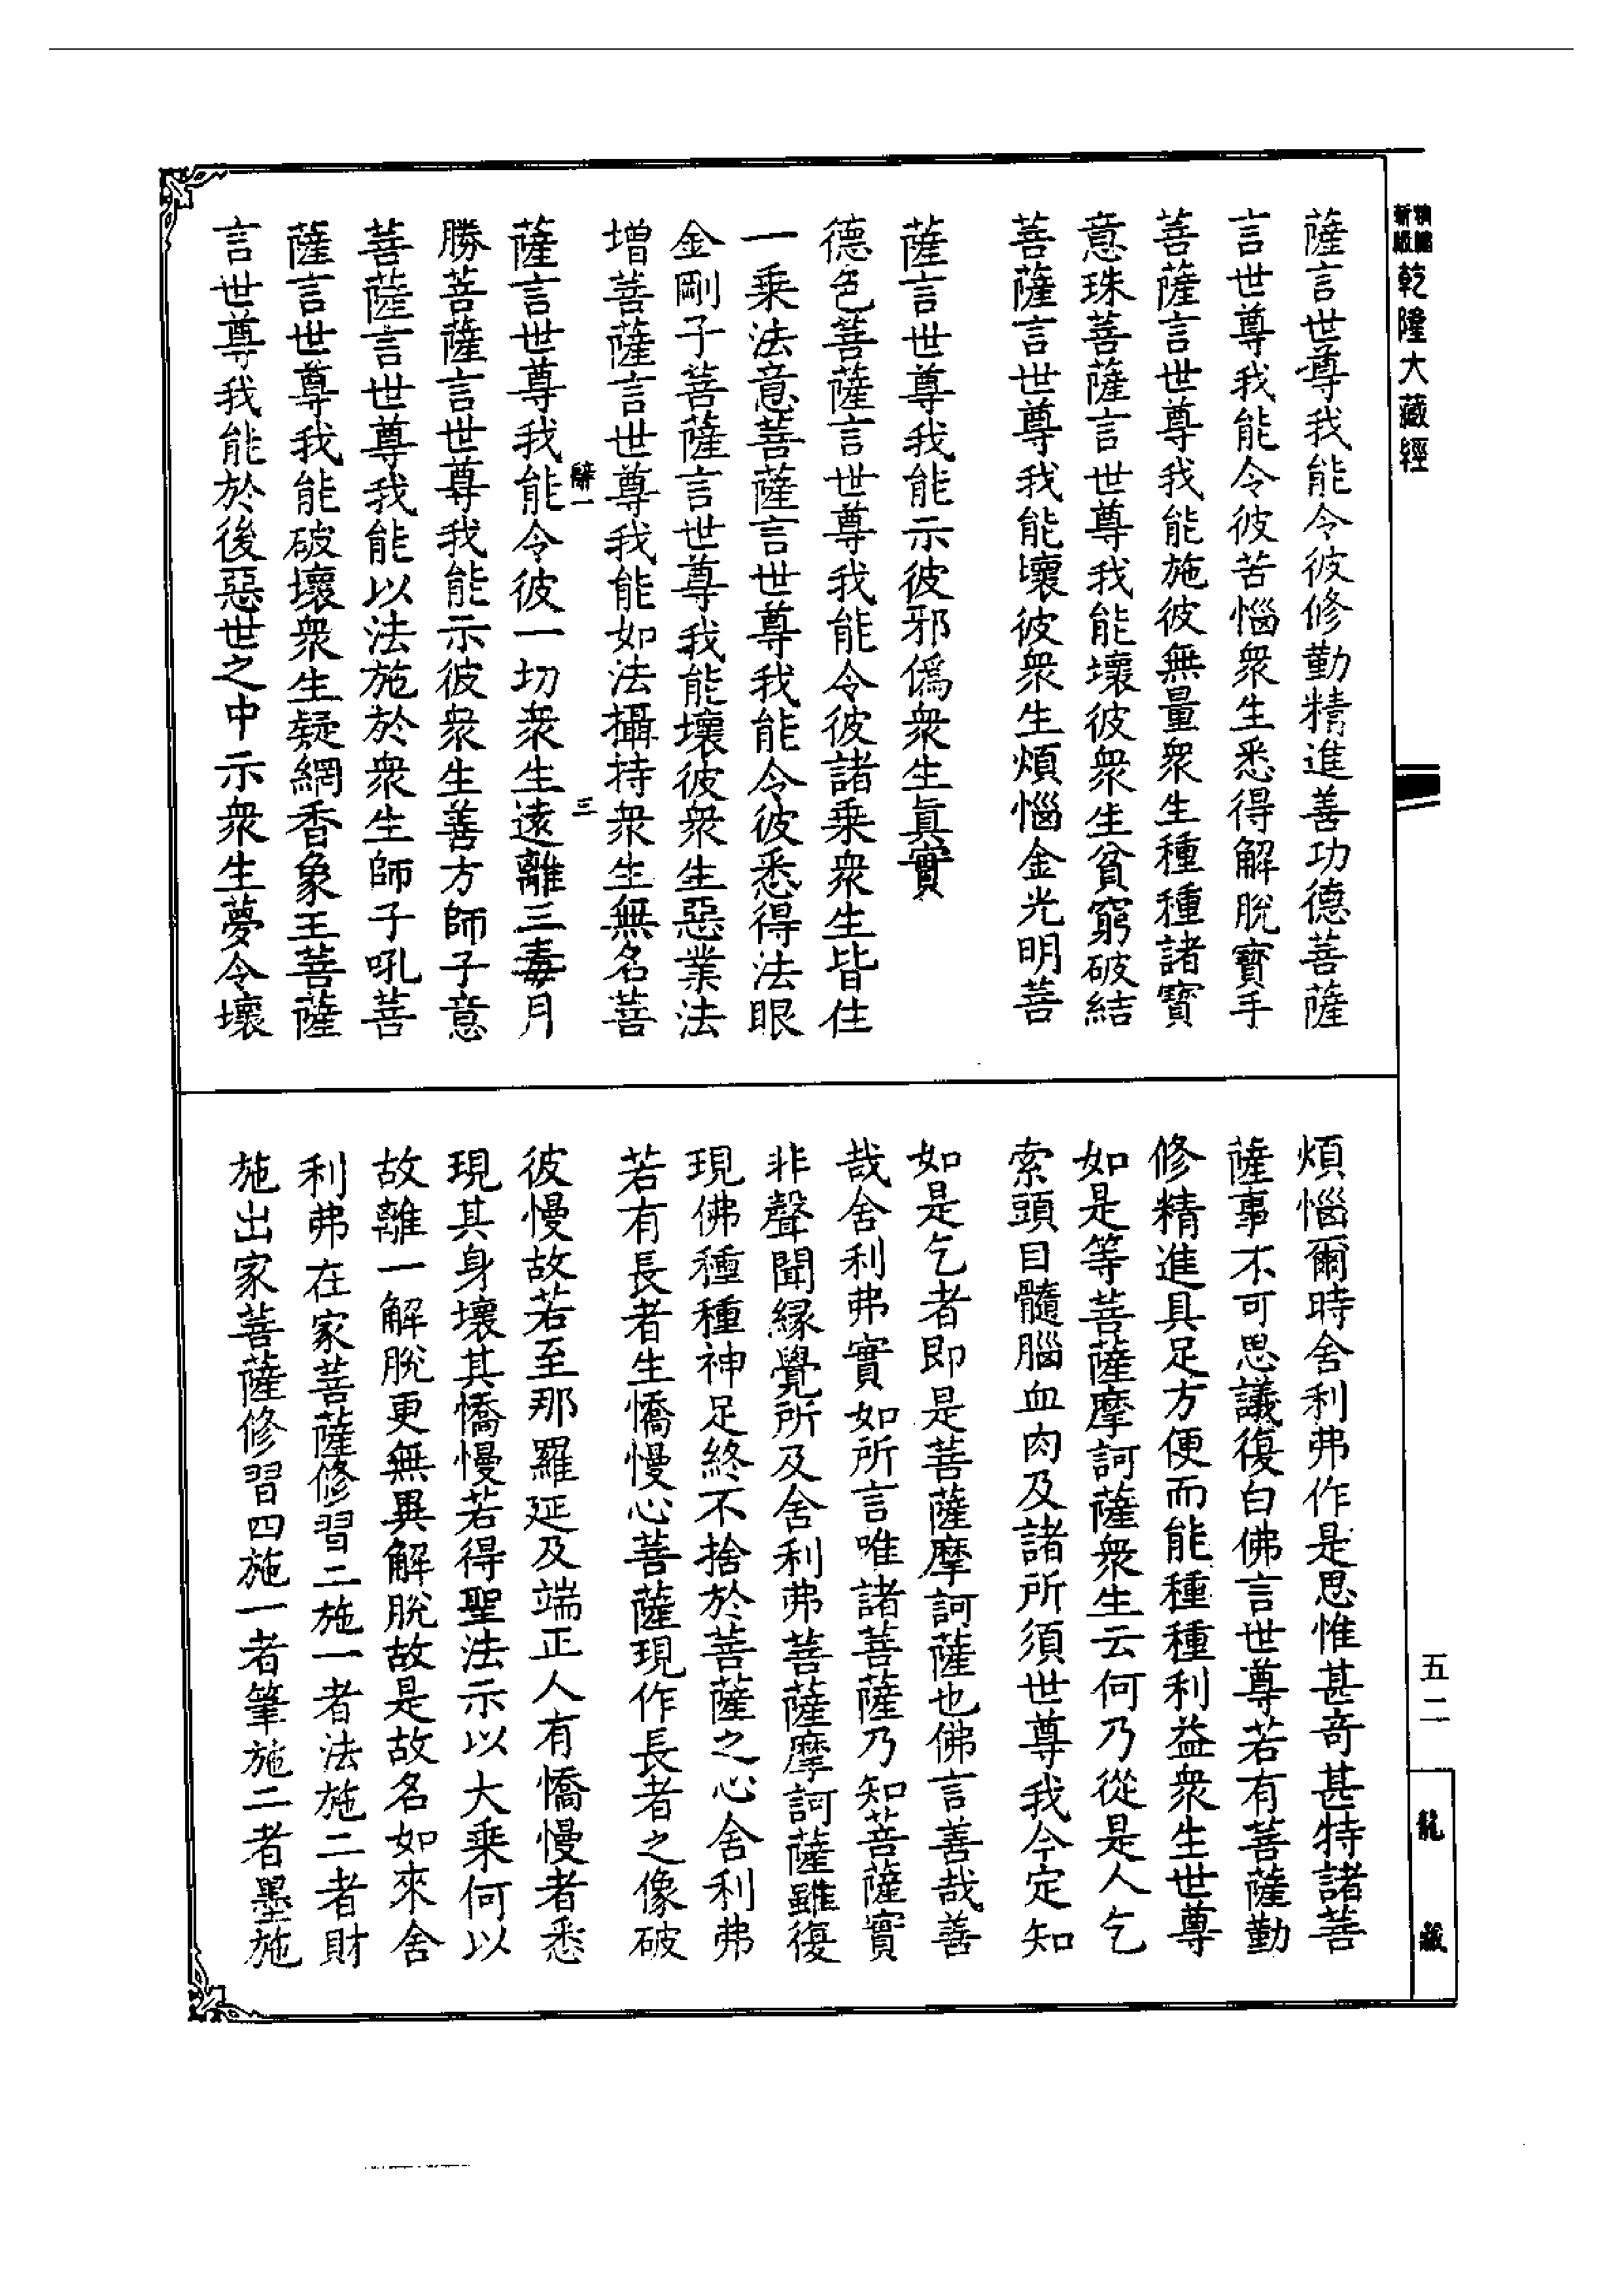 乾隆大藏經
薩言世尊我能令彼修勤精進善功德菩薩
言世尊我能令彼苦惱衆生悉得解脫寶手
菩薩言世尊我能施彼無量衆生種種諸寶
意珠菩薩言世尊我能壞彼衆生貧窮破結
菩薩言世尊我能壞彼衆生煩惱金光明菩
薩言世尊我能示彼邪僞衆生眞實
德色菩薩言世尊我能令彼諸乗衆生皆住
一乗法意菩薩言世尊我能令彼悉得法眼
金剛子菩薩言世尊我能壞彼衆生惡業法
增菩薩言世尊我能如法攝持衆生無名菩
三
薩言世尊我能令彼一切衆生遠離三毒月
勝菩薩言世尊我能示彼衆生善方師子意
菩薩言世尊我能以法施於衆生師子吼菩
薩言世尊我能破壞衆生疑網香象王菩薩
言世尊我能於後惡世之中示衆生夢令壞
煩惱爾時舍利弗作是思惟甚奇甚特諸菩
薩事不可思議復白佛言世尊若有菩薩勤
修精進具足方便而能種種利益衆生世尊
如是等菩薩摩訶薩衆生云何乃從是人乞
索頭目髓腦血肉及諸所須世尊我今定知
如是乞者即是菩薩摩訶薩也佛言善哉善
哉舍利弗實如所言唯諸菩薩乃知菩薩實
非聲聞緣覺所及舍利弗菩薩摩訶薩雖復
現佛種種神足終不捨於菩薩之心舍利弗
若有長者生憍慢心菩薩現作長者之像破
彼慢故若至那羅延及端正人有憍慢者悉
現其身壞其憍慢若得聖法示以大乗何以
故離一解脫更無異解脫故是故名如來舍
利弗在家菩薩修習二施一者法施二者財
施出家菩薩修習四施一者筆施二者墨施
五二
龍藏